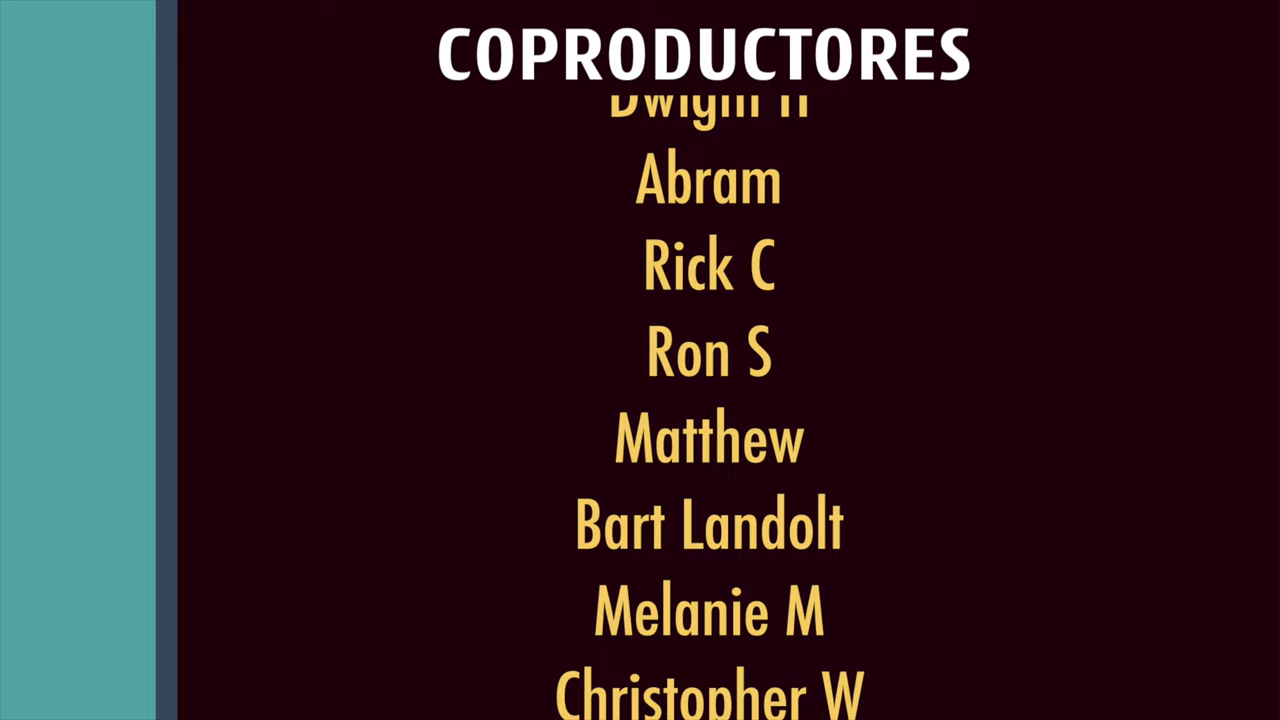 COPRODUCTORES
Abram
Rick C
Ron S
Matthew
Bart Landolt
Melanie M
Christopher W